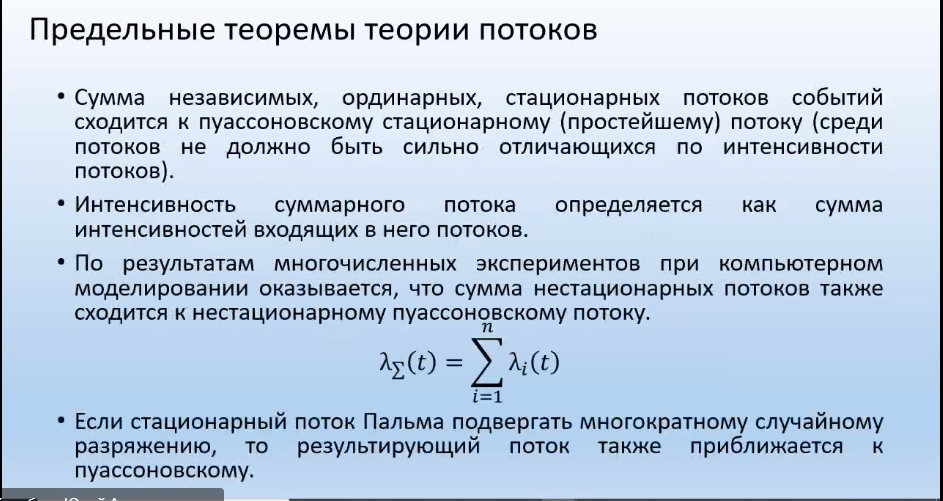 Предельные теоремы теории потоков
• Сумма независимых, ординарных, стационарных потоков событий
сходится к пуассоновскому стационарному (простейшему) потоку (среди
потоков не должно быть сильно отличающихся по интенсивности
потоков).
• Интенсивность суммарного потока определяется как сумма
интенсивностей входящих в него потоков.
• По результатам многочисленных экспериментов при компьютерном
моделировании оказывается, что сумма нестационарных потоков также
сходится к нестационарному пуассоновскому потоку.
λ_Σ(t) = ∑_{i=1}^{n} λ_i(t)
• Если стационарный поток Пальма подвергать многократному случайному
разряжению, то результирующий поток также приближается к
пуассоновскому.